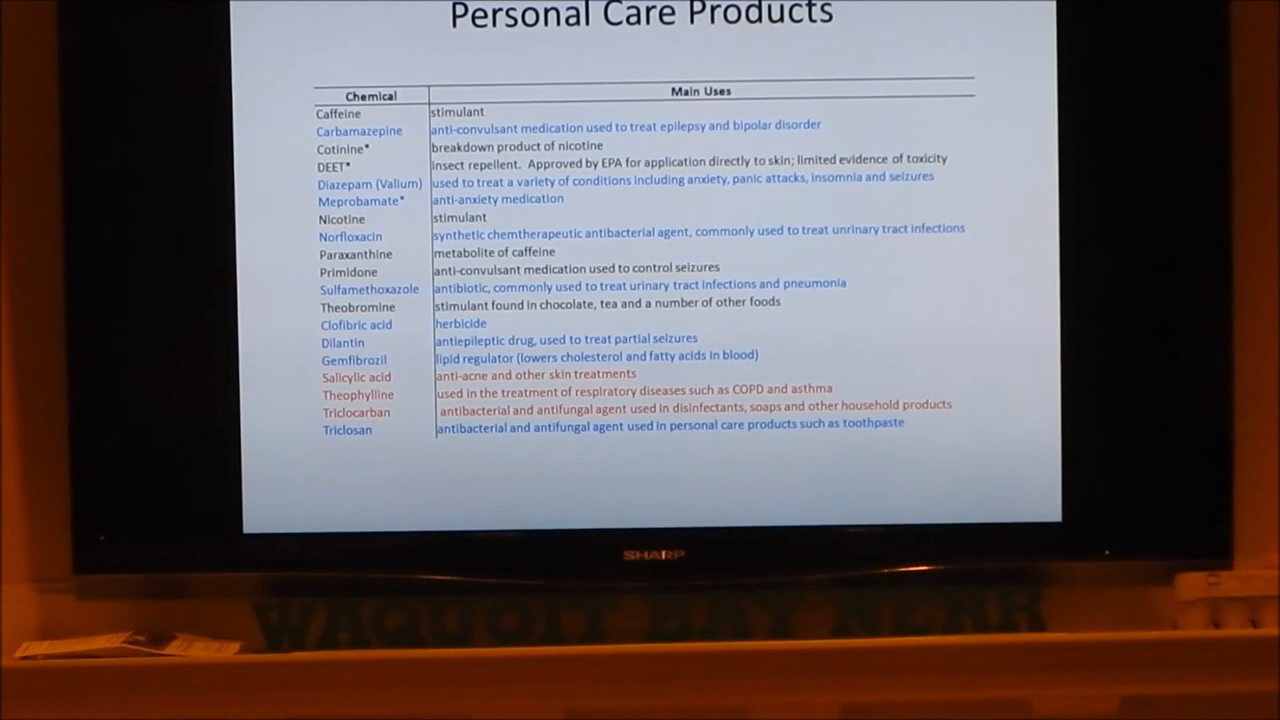 Personal Care Products
Chemical Main Uses
Caffeine stimulant
Carbamazepine anti-convulsant medication used to treat epilepsy and bipolar disorder
Cotinine* breakdown product of nicotine
DEET* insect repellent. Approved by EPA for application directly to skin; limited evidence of toxicity
Diazepam (Valium) used to treat a variety of conditions including anxiety, panic attacks, insomnia and seizures
Meprobamate* anti-anxiety medication
Nicotine stimulant
Norfloxacin synthetic chemtherapeutic antibacterial agent, commonly used to treat unrinary tract infections
Paraxanthine metabolite of caffeine
Primidone anti-convulsant medication used to control seizures
Sulfamethoxazole antibiotic, commonly used to treat urinary tract infections and pneumonia
Theobromine stimulant found in chocolate, tea and a number of other foods
Clofibric acid herbicide
Dilantin antiepileptic drug, used to treat partial seizures
Gemfibrozil lipid regulator (lowers cholesterol and fatty acids in blood)
Salicylic acid anti-acne and other skin treatments
Theophylline used in the treatment of respiratory diseases such as COPD and asthma
Triclocarban antibacterial and antifungal agent used in disinfectants, soaps and other household products
Triclosan antibacterial and antifungal agent used in personal care products such as toothpaste
SHARP
WAQUOIT BAY NERR